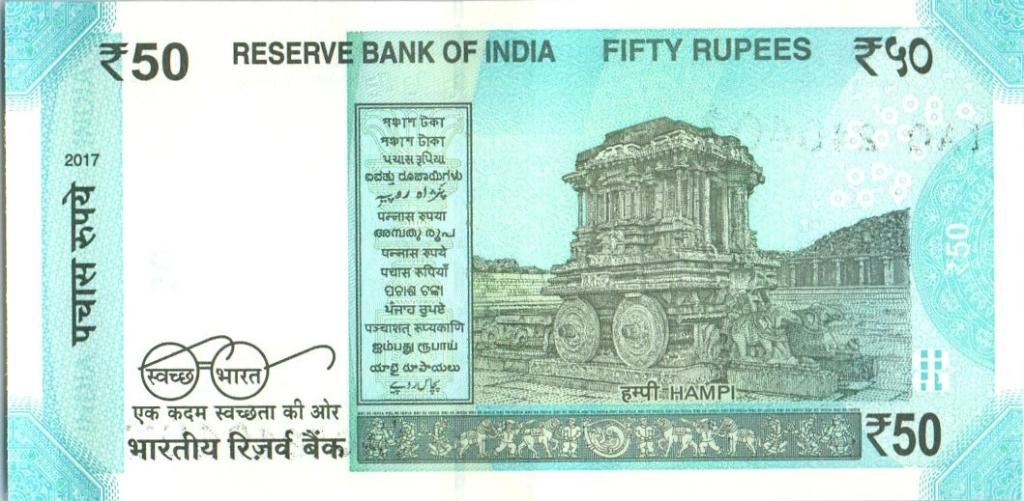 ₹50 RESERVE BANK OF INDIA FIFTY RUPEES ₹५०
2017
पचास रुपये
পঞ্চাশ টকা
পঞ্চাশ টাকা
પચાસ રૂપિયા
ಐವತ್ತು ರೂಪಾಯಿಗಳು
پَنژاہ روپیہ
पन्नास रुपया
അമ്പതു രൂപ
पन्नास रुपये
पचास रुपियाँ
ପଚାଶ ଟଙ୍କା
ਪੰਜਾਹ ਰੁਪਏ
पञ्चाशत् रूप्यकाणि
ஐம்பது ரூபாய்
యాభై రూపాయలు
پچاس روپے
₹50
स्वच्छ भारत
एक कदम स्वच्छता की ओर
भारतीय रिज़र्व बैंक
हम्पी HAMPI
₹50